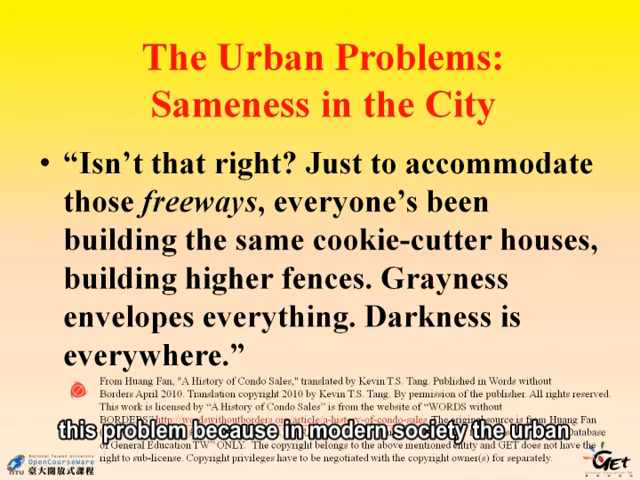 The Urban Problems:
Sameness in the City
• “Isn’t that right? Just to accommodate
those freeways, everyone’s been
building the same cookie-cutter houses,
building higher fences. Grayness
envelopes everything. Darkness is
everywhere.”
From Huang Fan, "A History of Condo Sales," translated by Kevin T.S. Tang. Published in Words without
Borders April 2010. Translation copyright 2010 by Kevin T.S. Tang. By permission of the publisher. All rights reserved.
This work is licensed by “A History of Condo Sales” is from the website of “WORDS without
BORDERS”
this problem because in modern society the urban
of General Education TW” ONLY. The copyright belongs to the above mentioned entity and GET does not have the
right to sub-license. Copyright privileges have to be negotiated with the copyright owner(s) for separately.
National Taiwan University
NTU OpenCourseWare
臺大開放式課程
GET